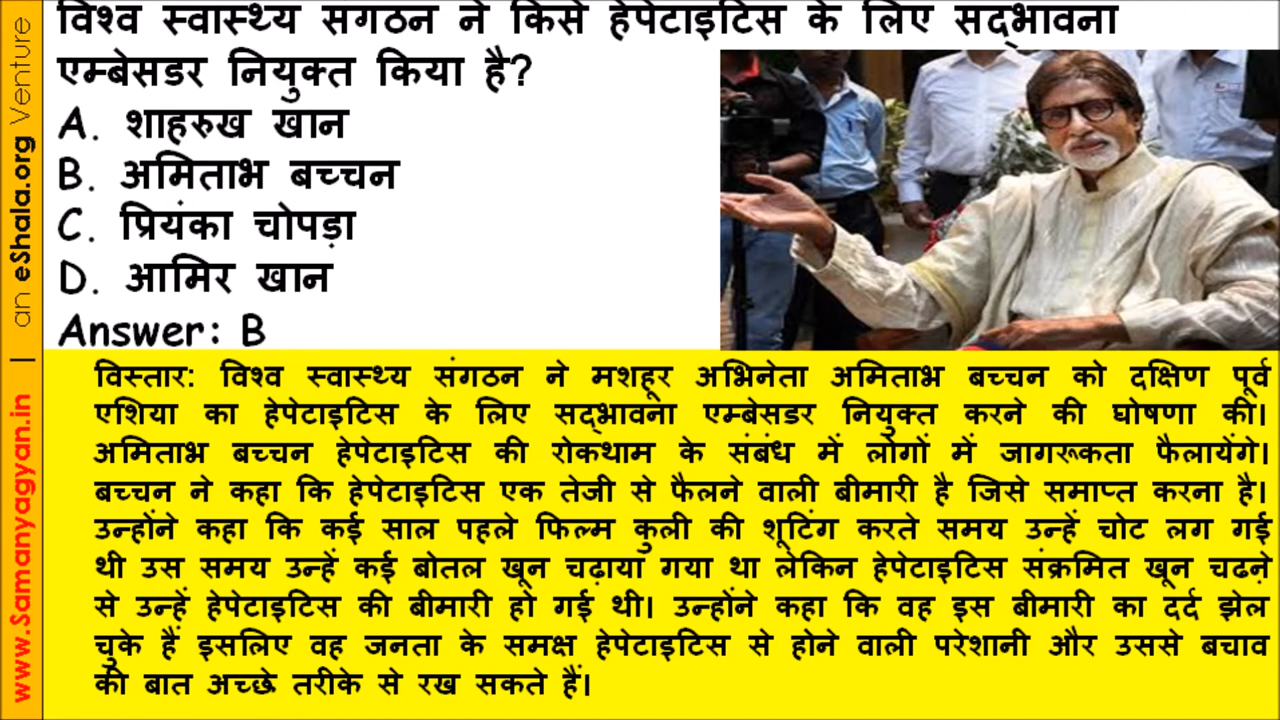 विश्व स्वास्थ्य संगठन ने किसे हेपेटाइटिस के लिए सद्भावना
एम्बेसडर नियुक्त किया है?
A. शाहरुख खान
B. अमिताभ बच्चन
C. प्रियंका चोपड़ा
D. आमिर खान
Answer: B
विस्तार: विश्व स्वास्थ्य संगठन ने मशहूर अभिनेता अमिताभ बच्चन को दक्षिण पूर्व
एशिया का हेपेटाइटिस के लिए सद्भावना एम्बेसडर नियुक्त करने की घोषणा की।
अमिताभ बच्चन हेपेटाइटिस की रोकथाम के संबंध में लोगों में जागरूकता फैलायेंगे।
बच्चन ने कहा कि हेपेटाइटिस एक तेजी से फैलने वाली बीमारी है जिसे समाप्त करना है।
उन्होंने कहा कि कई साल पहले फिल्म कुली की शूटिंग करते समय उन्हें चोट लग गई
थी उस समय उन्हें कई बोतल खून चढ़ाया गया था लेकिन हेपेटाइटिस संक्रमित खून चढ़ने
से उन्हें हेपेटाइटिस की बीमारी हो गई थी। उन्होंने कहा कि वह इस बीमारी का दर्द झेल
चुके हैं इसलिए वह जनता के समक्ष हेपेटाइटिस से होने वाली परेशानी और उससे बचाव
की बात अच्छे तरीके से रख सकते हैं।
www.Samanyagyan.in | an eShala.org Venture